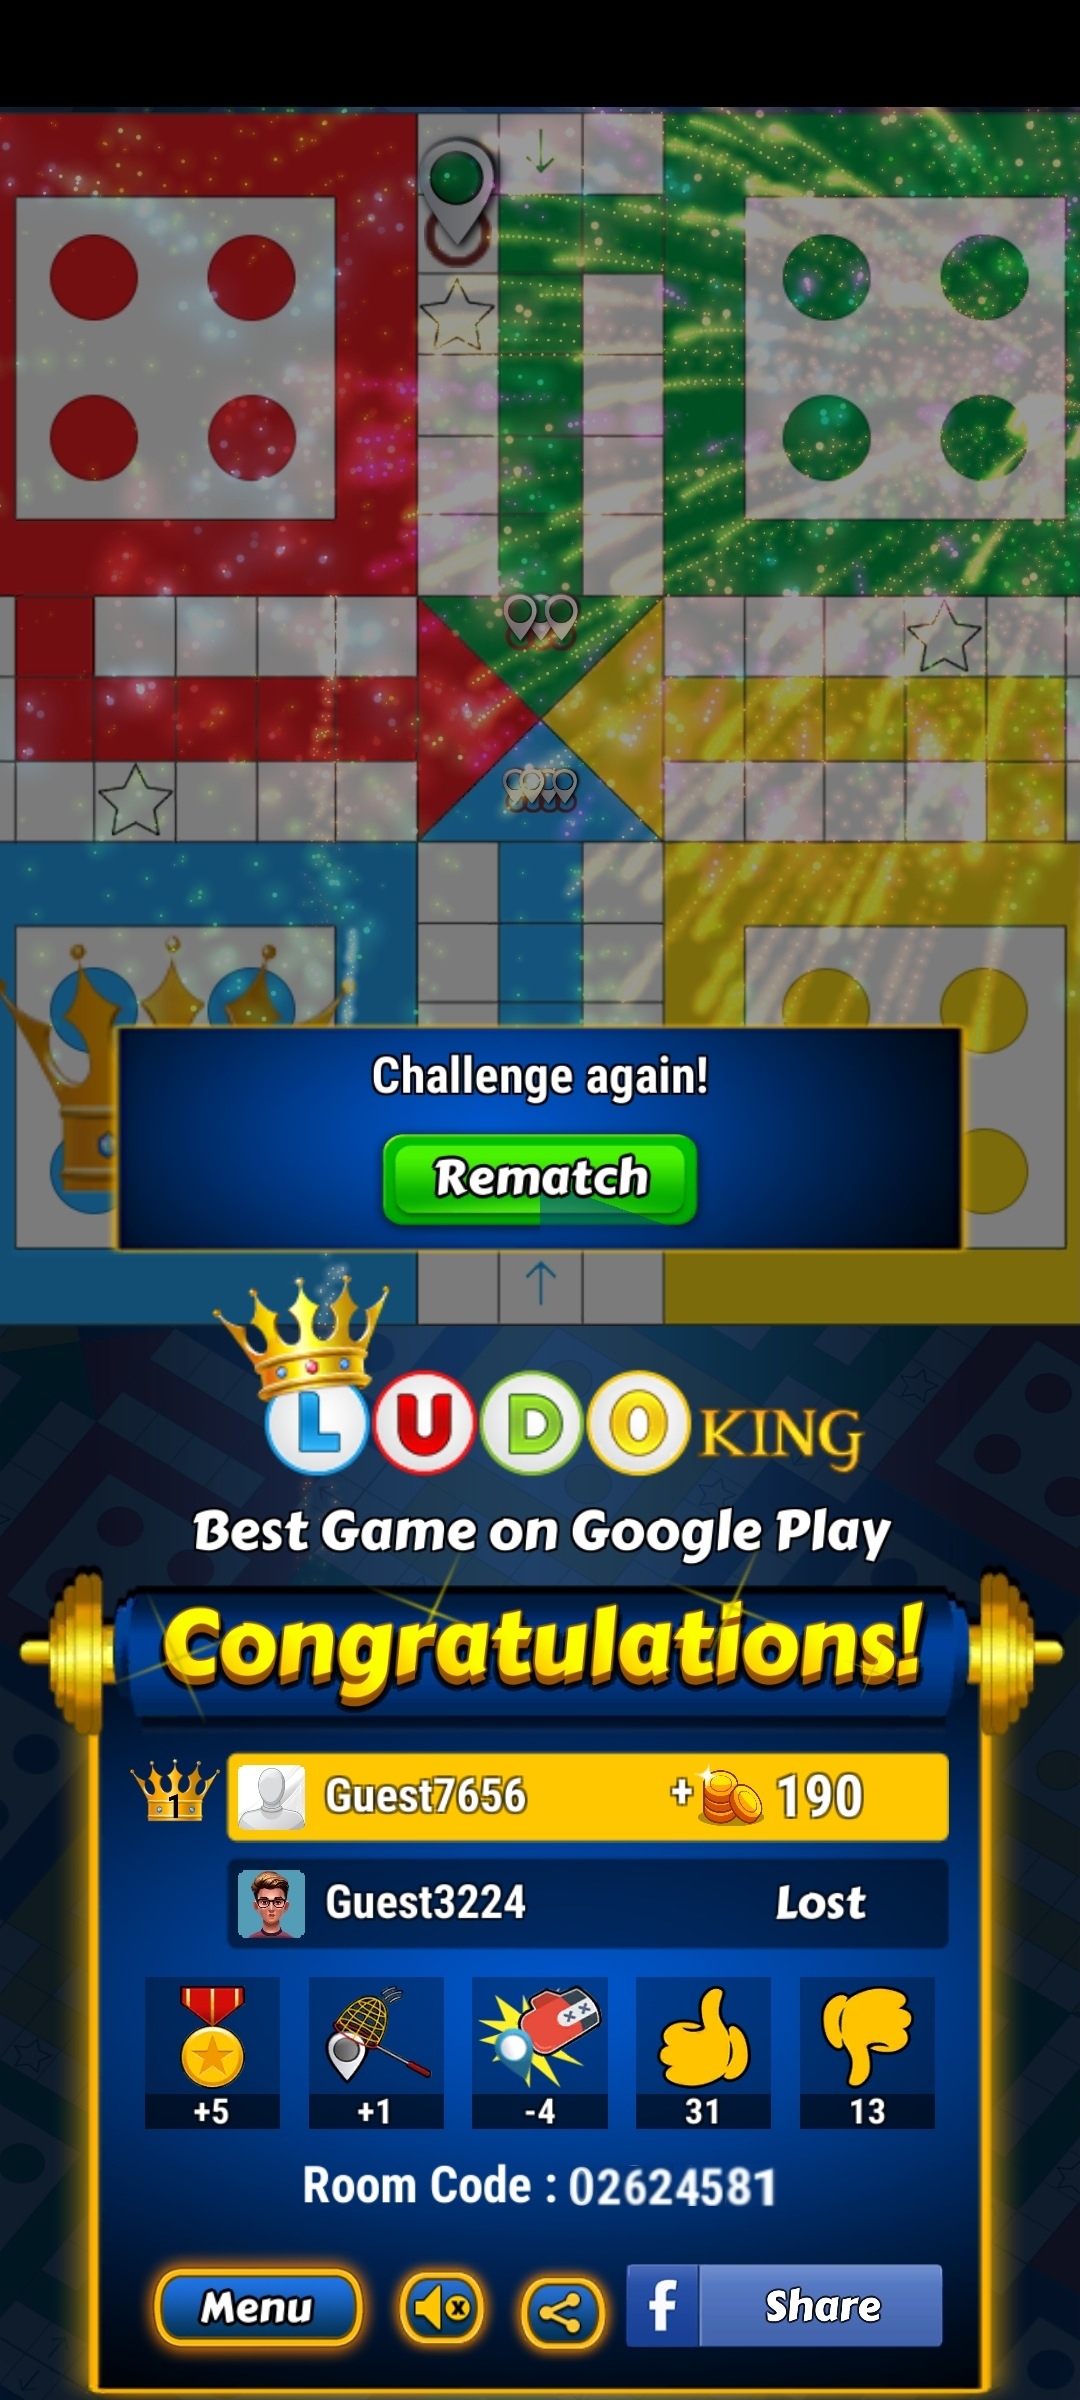 Challenge again!
Rematch
LUDO KING
Best Game on Google Play
Congratulations!
1 Guest7656 + 190
Guest3224 Lost
+5 +1 -4 31 13
Room Code : 02624581
Menu f Share